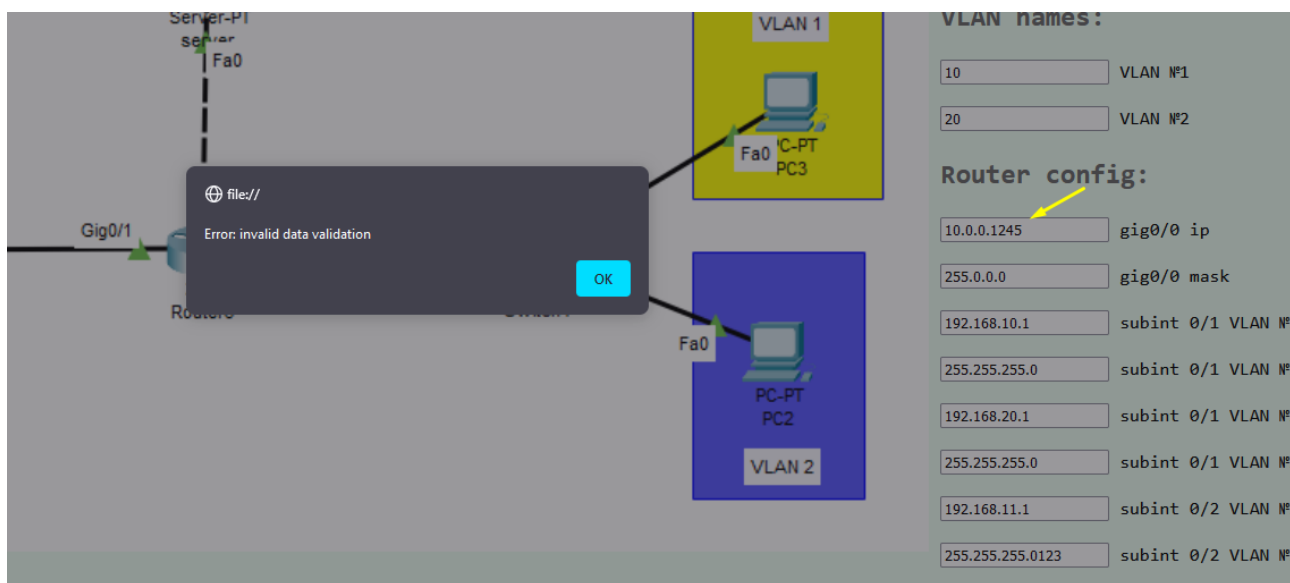 Server-PT
server
Fa0
VLAN 1
Fa0
PC-PT
PC3
Gig0/1
file://
Error: invalid data validation
OK
Fa0
PC-PT
PC2
VLAN 2
VLAN names:
10 VLAN №1
20 VLAN №2
Router config:
10.0.0.1245 gig0/0 ip
255.0.0.0 gig0/0 mask
192.168.10.1 subint 0/1 VLAN №
255.255.255.0 subint 0/1 VLAN №
192.168.20.1 subint 0/1 VLAN №
255.255.255.0 subint 0/1 VLAN №
192.168.11.1 subint 0/2 VLAN №
255.255.255.0123 subint 0/2 VLAN №